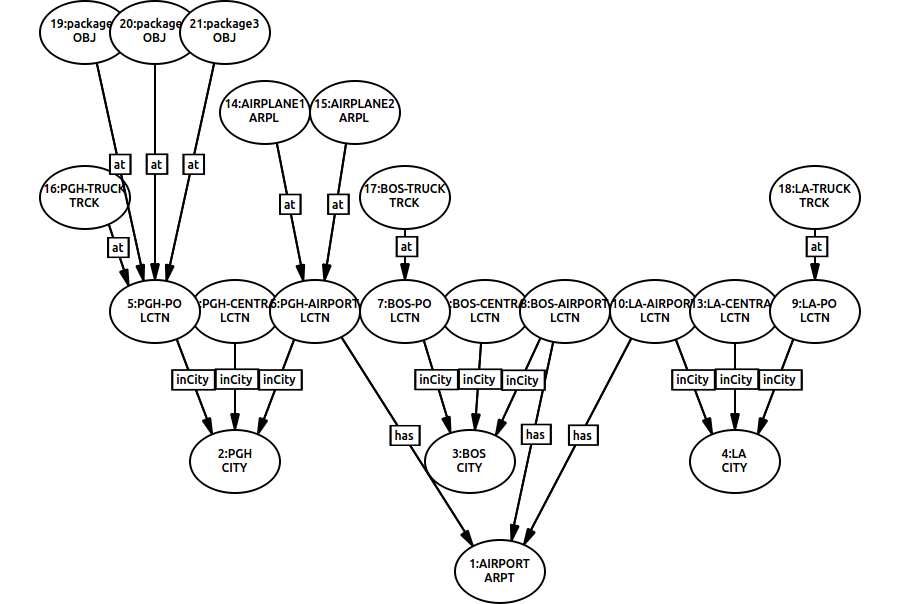 19:package
OBJ
20:package
OBJ
21:package3
OBJ
14:AIRPLANE1
ARPL
15:AIRPLANE2
ARPL
at
at
at
16:PGH-TRUCK
TRCK
17:BOS-TRUCK
TRCK
18:LA-TRUCK
TRCK
at
at
at
at
at
5:PGH-PO
LCTN
:PGH-CENTRA
LCTN
6:PGH-AIRPORT
LCTN
7:BOS-PO
LCTN
:BOS-CENTRA
LCTN
8:BOS-AIRPORT
LCTN
10:LA-AIRPORT
LCTN
13:LA-CENTRA
LCTN
9:LA-PO
LCTN
inCity
inCity
inCity
inCity
inCity
inCity
inCity
inCity
inCity
has
has
has
2:PGH
CITY
3:BOS
CITY
4:LA
CITY
1:AIRPORT
ARPT